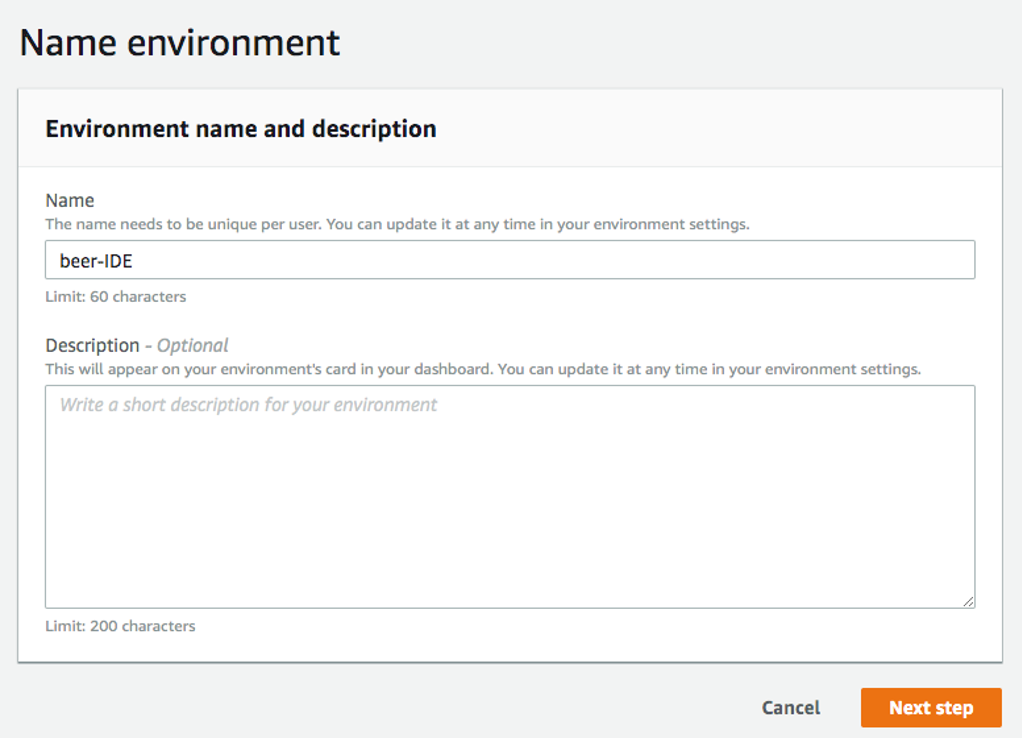 Name environment
Environment name and description
Name
The name needs to be unique per user. You can update it at any time in your environment settings.
beer-IDE
Limit: 60 characters
Description - Optional
This will appear on your environment's card in your dashboard. You can update it at any time in your environment settings.
Write a short description for your environment
Limit: 200 characters
Cancel Next step